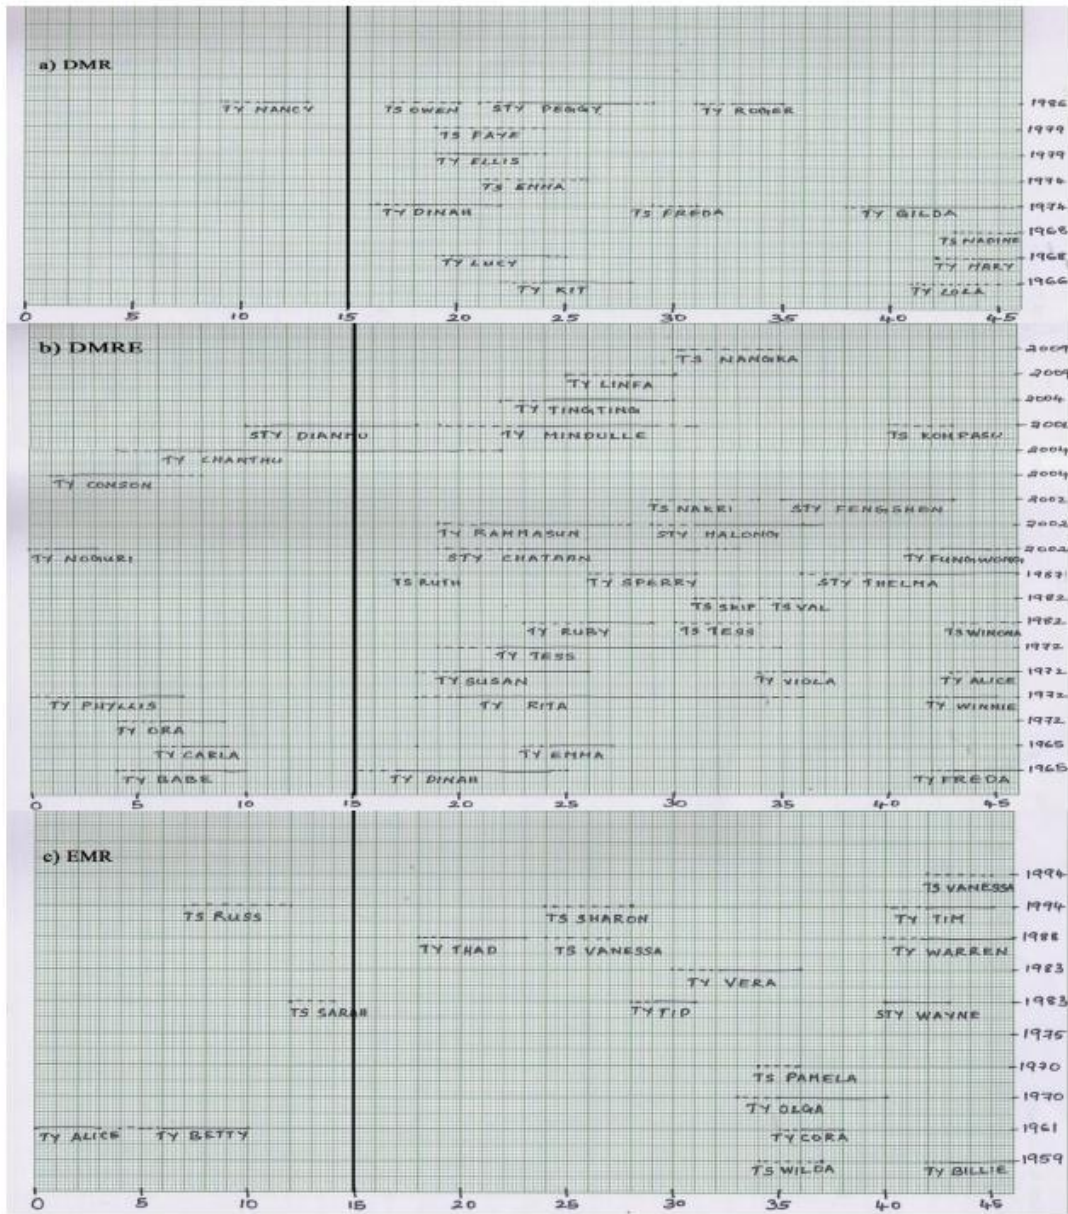 a) DMR
TY NANCY TS OWEN STY PEGGY TY ROGER 1986
TS FAYE 1979
TY ELLIS 1979
TS EMMA 1974
TY DINAH TS FREDA TY GILDA 1974
TS NADINE 1968
TY LUCY TY MARY 1968
TY KIT TY LOLA 1966
0 5 10 15 20 25 30 35 40 45
b) DMRE
TS NANGKA 2009
TY LINFA 2009
TY TINGTING 2004
STY DIANMU TY MINDULLE TS KOMPASU 2004
TY CHANTHU 2004
TY CONSON 2004
TS NAKRI STY FENGSHEN 2002
TY RAMMASUN STY HALONG 2002
TY NOGURI STY CHATAAN TY FUNGWONG 2002
TS RUTH TY SPERRY STY THELMA 1987
TS SKIP TS VAL 1982
TY RUBY TS TESS TS WINONA 1982
TY TESS 1972
TY SUSAN TY VIOLA TY ALICE 1972
TY PHYLLIS TY RITA TY WINNIE 1972
TY ORA 1972
TY CARLA TY EMMA 1965
TY BABE TY DINAH TY FREDA 1965
0 5 10 15 20 25 30 35 40 45
c) EMR
TS VANESSA 1994
TS RUSS TS SHARON TY TIM 1994
TY THAD TS VANESSA TY WARREN 1988
TY VERA 1983
TS SARAH TY TIP STY WAYNE 1983
1975
TS PAMELA 1970
TY OLGA 1970
TY ALICE TY BETTY TY CORA 1961
TS WILDA TY BILLIE 1959
0 5 10 15 20 25 30 35 40 45